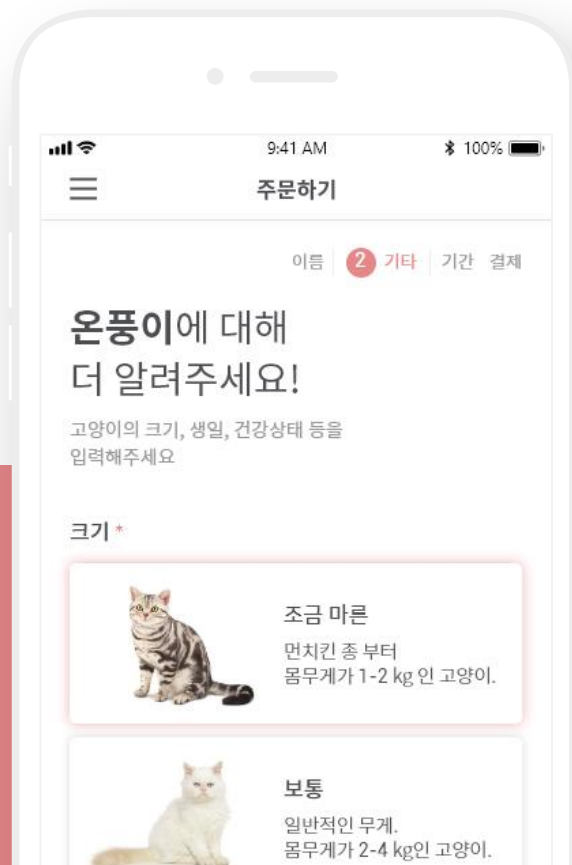 9:41 AM 100%
주문하기
이름 2 기타 기간 결제
온풍이에 대해
더 알려주세요!
고양이의 크기, 생일, 건강상태 등을
입력해주세요
크기 *
조금 마른
먼치킨 종 부터
몸무게가 1-2 kg 인 고양이.
보통
일반적인 무게.
몸무게가 2-4 kg인 고양이.